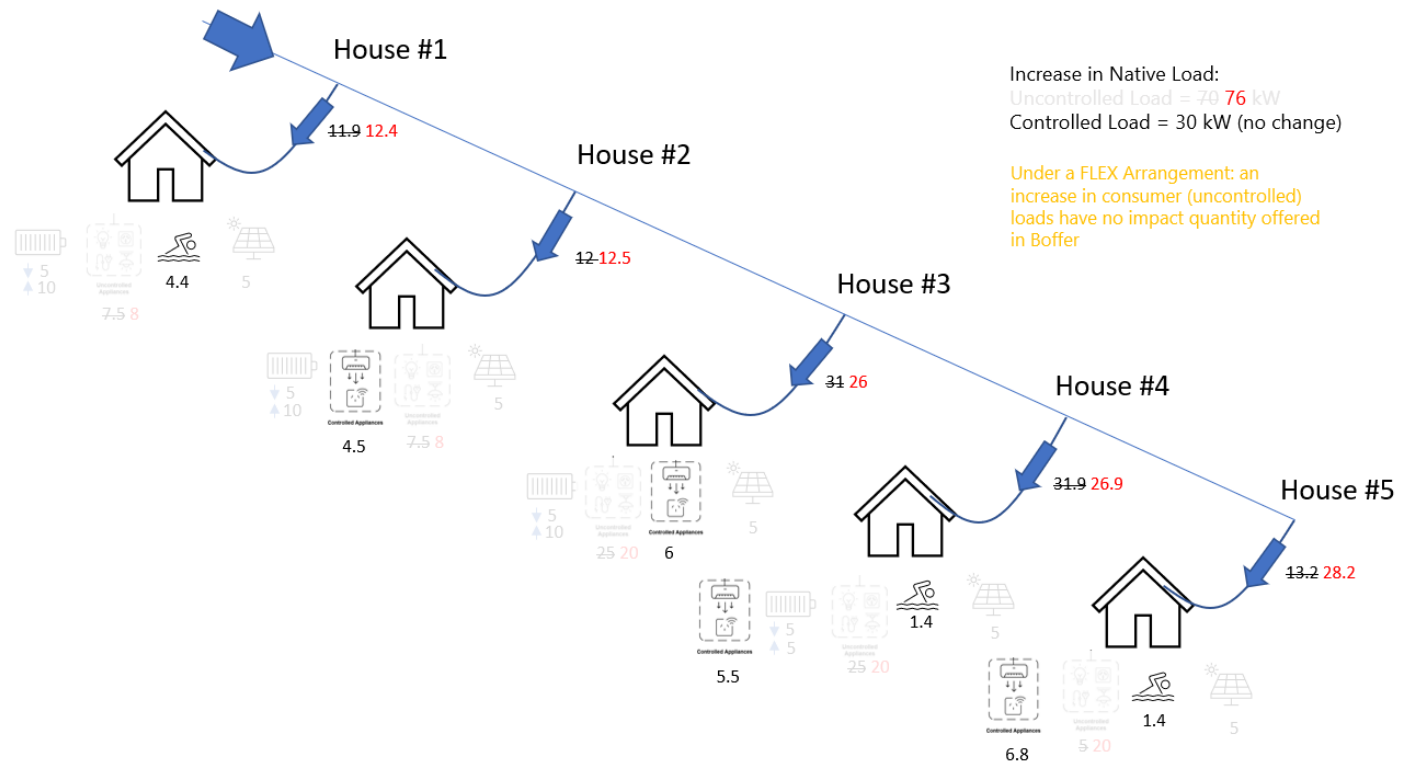 House #1
Increase in Native Load:
Uncontrolled Load = 70 76 kW
Controlled Load = 30 kW (no change)
Under a FLEX Arrangement: an
increase in consumer (uncontrolled)
loads have no impact quantity offered
in Boffer
11.9 12.4
House #2
12 12.5
5
10
Uncontrolled
Appliances
7.5 8
4.4
5
House #3
31 26
5
10
Controlled Appliances
4.5
Uncontrolled
Appliances
7.5 8
5
House #4
31.9 26.9
5
10
Uncontrolled
Appliances
25 20
Controlled Appliances
6
5
House #5
13.2 28.2
Controlled Appliances
5.5
5
5
Uncontrolled
Appliances
25 20
1.4
5
Controlled Appliances
6.8
Uncontrolled
Appliances
5 20
1.4
5